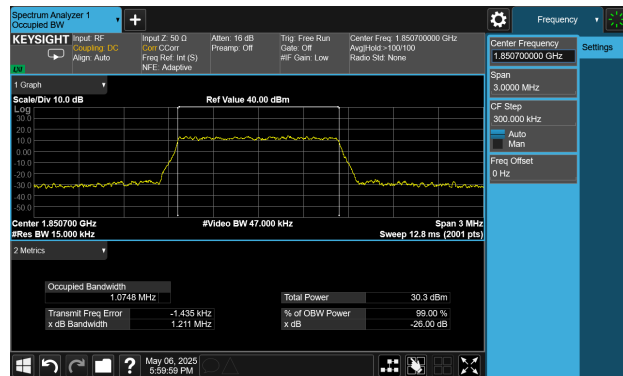 Spectrum Analyzer 1
Occupied BW
+
Frequency
KEYSIGHT
Input: RF
Coupling: DC
Align: Auto
Input Z: 50 Ω
Corr CCorr
Freq Ref: Int (S)
NFE: Adaptive
Atten: 16 dB
Preamp: Off
Trig: Free Run
Gate: Off
#IF Gain: Low
Center Freq: 1.850700000 GHz
Avg|Hold:>100/100
Radio Std: None
LXI
Center Frequency
1.850700000 GHz
Settings
Span
3.0000 MHz
CF Step
300.000 kHz
Auto
Man
Freq Offset
0 Hz
1 Graph
Scale/Div 10.0 dB
Ref Value 40.00 dBm
Log
30.0
20.0
10.0
0.00
-10.0
-20.0
-30.0
-40.0
-50.0
Center 1.850700 GHz
#Video BW 47.000 kHz
Span 3 MHz
#Res BW 15.000 kHz
Sweep 12.8 ms (2001 pts)
2 Metrics
Occupied Bandwidth
1.0748 MHz
Total Power 30.3 dBm
Transmit Freq Error -1.435 kHz
% of OBW Power 99.00 %
x dB Bandwidth 1.211 MHz
x dB -26.00 dB
?
May 06, 2025
5:59:59 PM